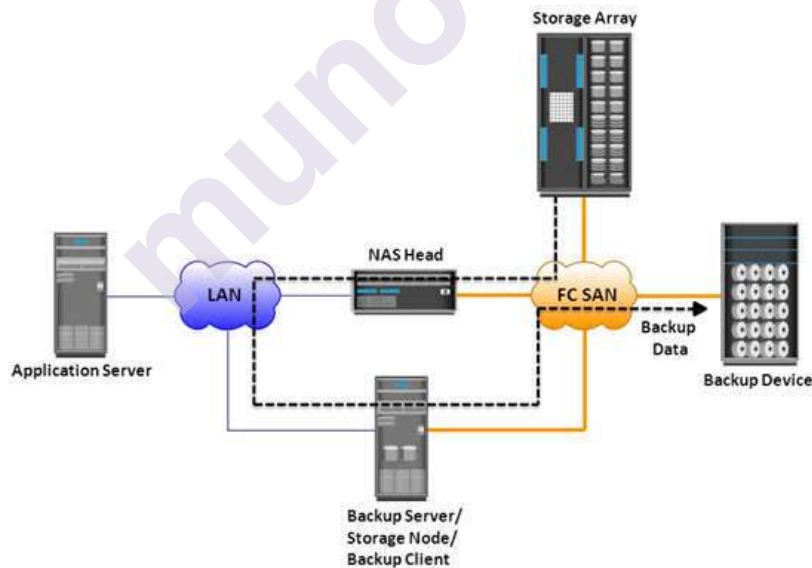 Storage Array
muno
NAS Head
LAN
FC SAN
Backup
Data
Application Server
Backup Device
Backup Server/
Storage Node/
Backup Client